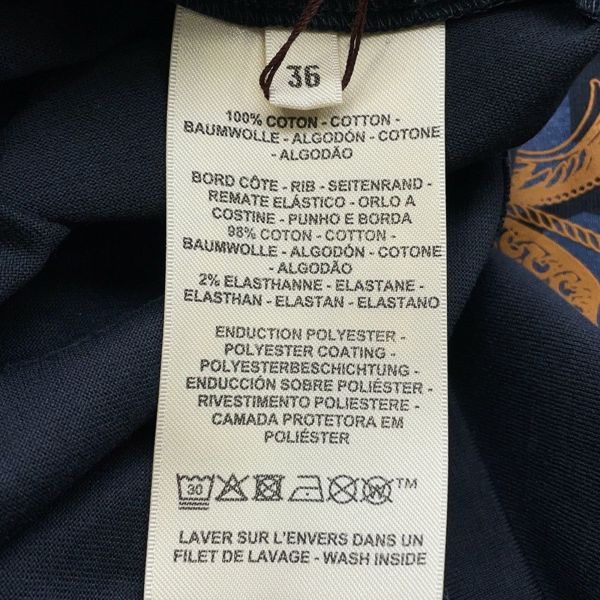 36
100% COTON - COTTON -
BAUMWOLLE - ALGODÓN - COTONE
- ALGODÃO
BORD CÔTE - RIB - SEITENRAND -
REMATE ELÁSTICO - ORLO A
COSTINE - PUNHO E BORDA
98% COTON - COTTON -
BAUMWOLLE - ALGODÓN - COTONE
- ALGODÃO
2% ELASTHANNE - ELASTANE -
ELASTHAN - ELASTAN - ELASTANO
ENDUCTION POLYESTER -
POLYESTER COATING -
POLYESTERBESCHICHTUNG -
ENDUCCIÓN SOBRE POLIÉSTER -
RIVESTIMENTO POLIESTERE -
CAMADA PROTETORA EM
POLIÉSTER
30 W™
LAVER SUR L'ENVERS DANS UN
FILET DE LAVAGE - WASH INSIDE